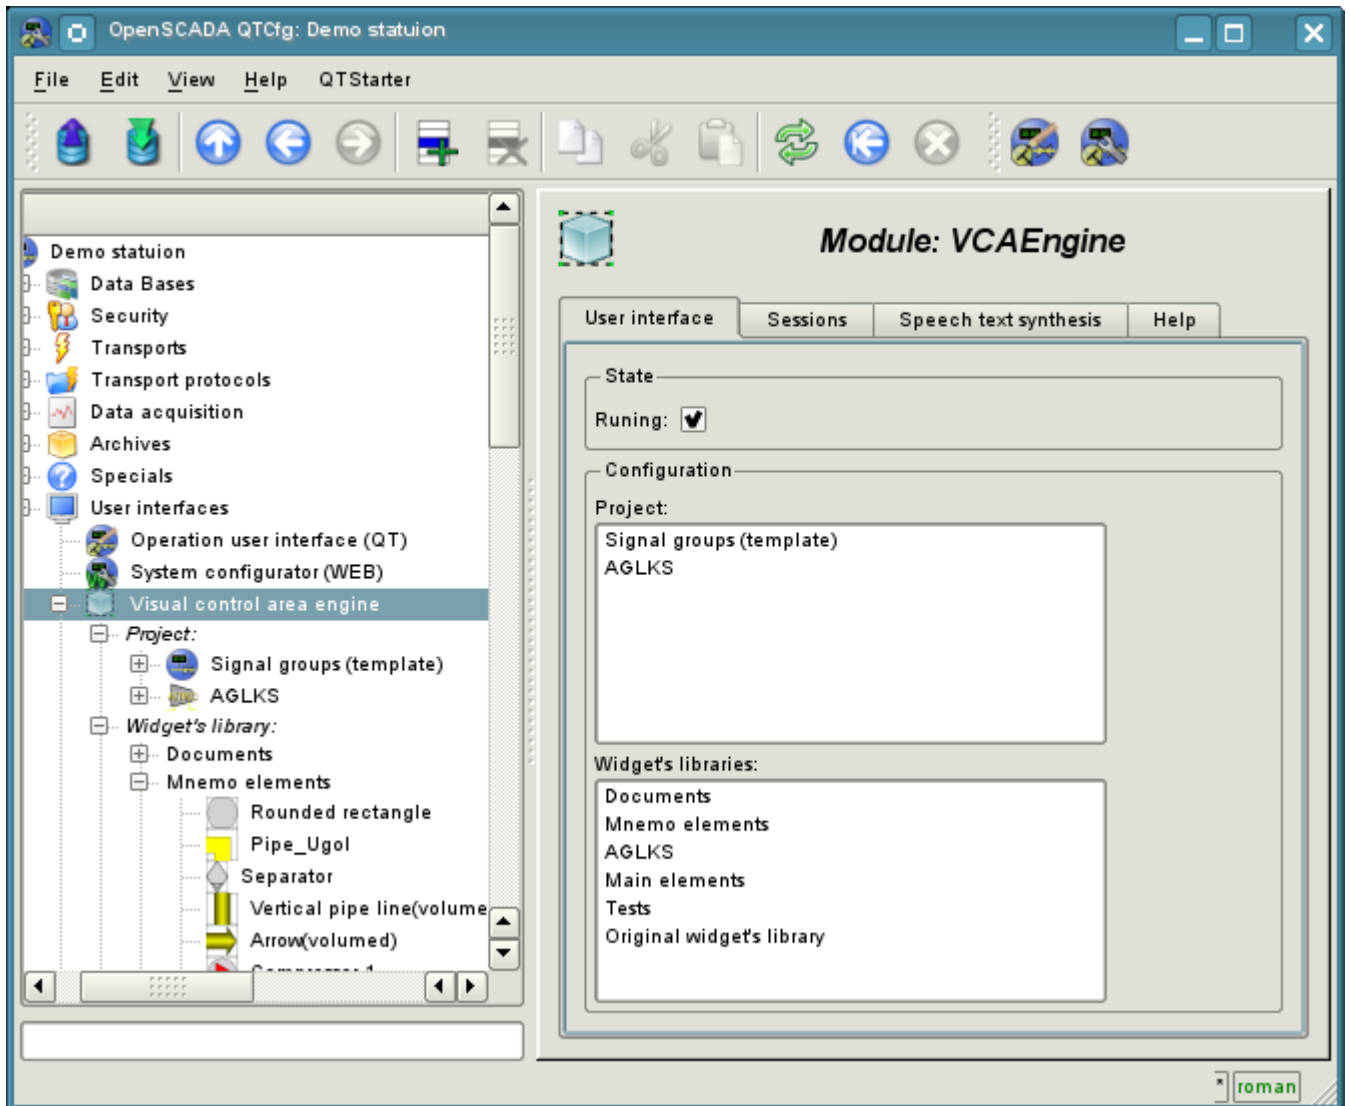 OpenSCADA QTCfg: Demo statuion
File Edit View Help QTStarter
Demo statuion
Data Bases
Security
Transports
Transport protocols
Data acquisition
Archives
Specials
User interfaces
Operation user interface (QT)
System configurator (WEB)
Visual control area engine
Project:
Signal groups (template)
AGLKS
Widget's library:
Documents
Mnemo elements
Rounded rectangle
Pipe_Ugol
Separator
Vertical pipe line(volume
Arrow(volumed)
Module: VCAEngine
User interface Sessions Speech text synthesis Help
State
Runing:
Configuration
Project:
Signal groups (template)
AGLKS
Widget's libraries:
Documents
Mnemo elements
AGLKS
Main elements
Tests
Original widget's library
* roman